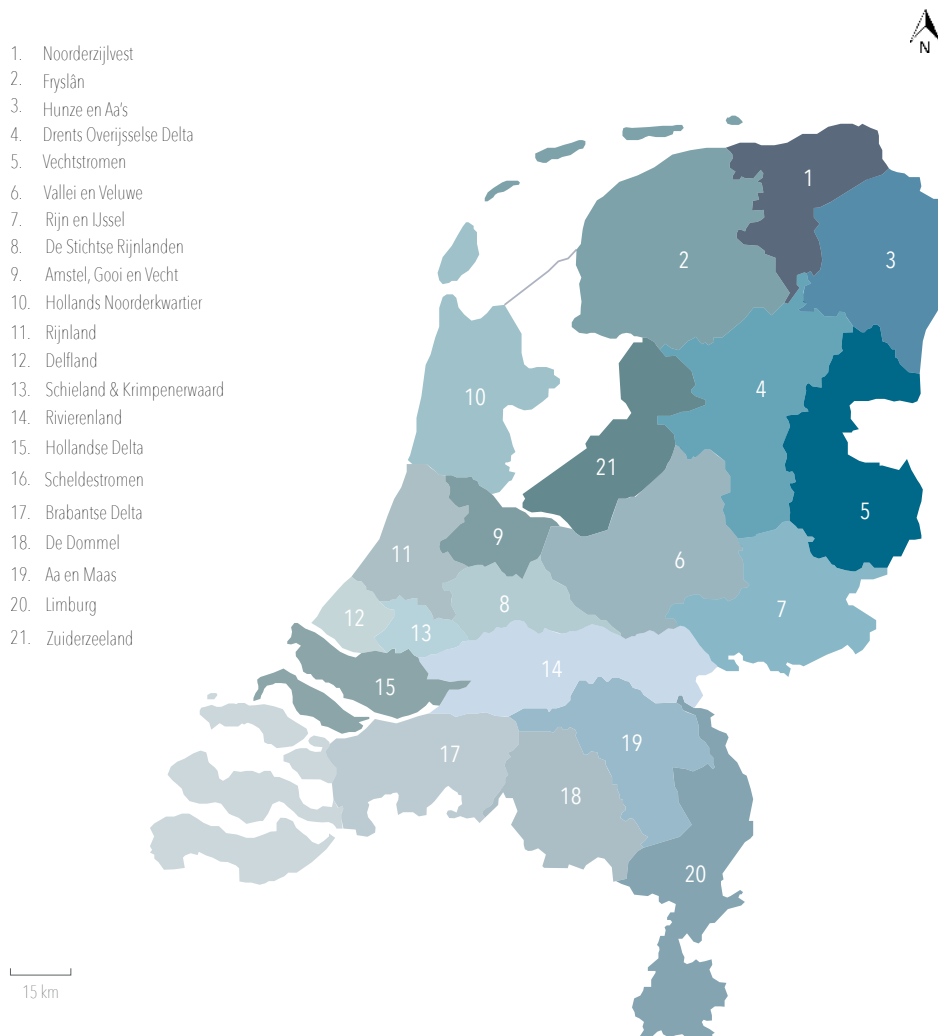 N
1. Noorderzijlvest
2. Fryslân
3. Hunze en Aa's
4. Drents Overijsselse Delta
5. Vechtstromen
6. Vallei en Veluwe
7. Rijn en IJssel
8. De Stichtse Rijnlanden
9. Amstel, Gooi en Vecht
10. Hollands Noorderkwartier
11. Rijnland
12. Delfland
13. Schieland & Krimpenerwaard
14. Rivierenland
15. Hollandse Delta
16. Scheldestromen
17. Brabantse Delta
18. De Dommel
19. Aa en Maas
20. Limburg
21. Zuiderzeeland
1
2
3
4
10
21
5
9
11
6
8
7
12
13
14
15
19
17
18
20
15 km